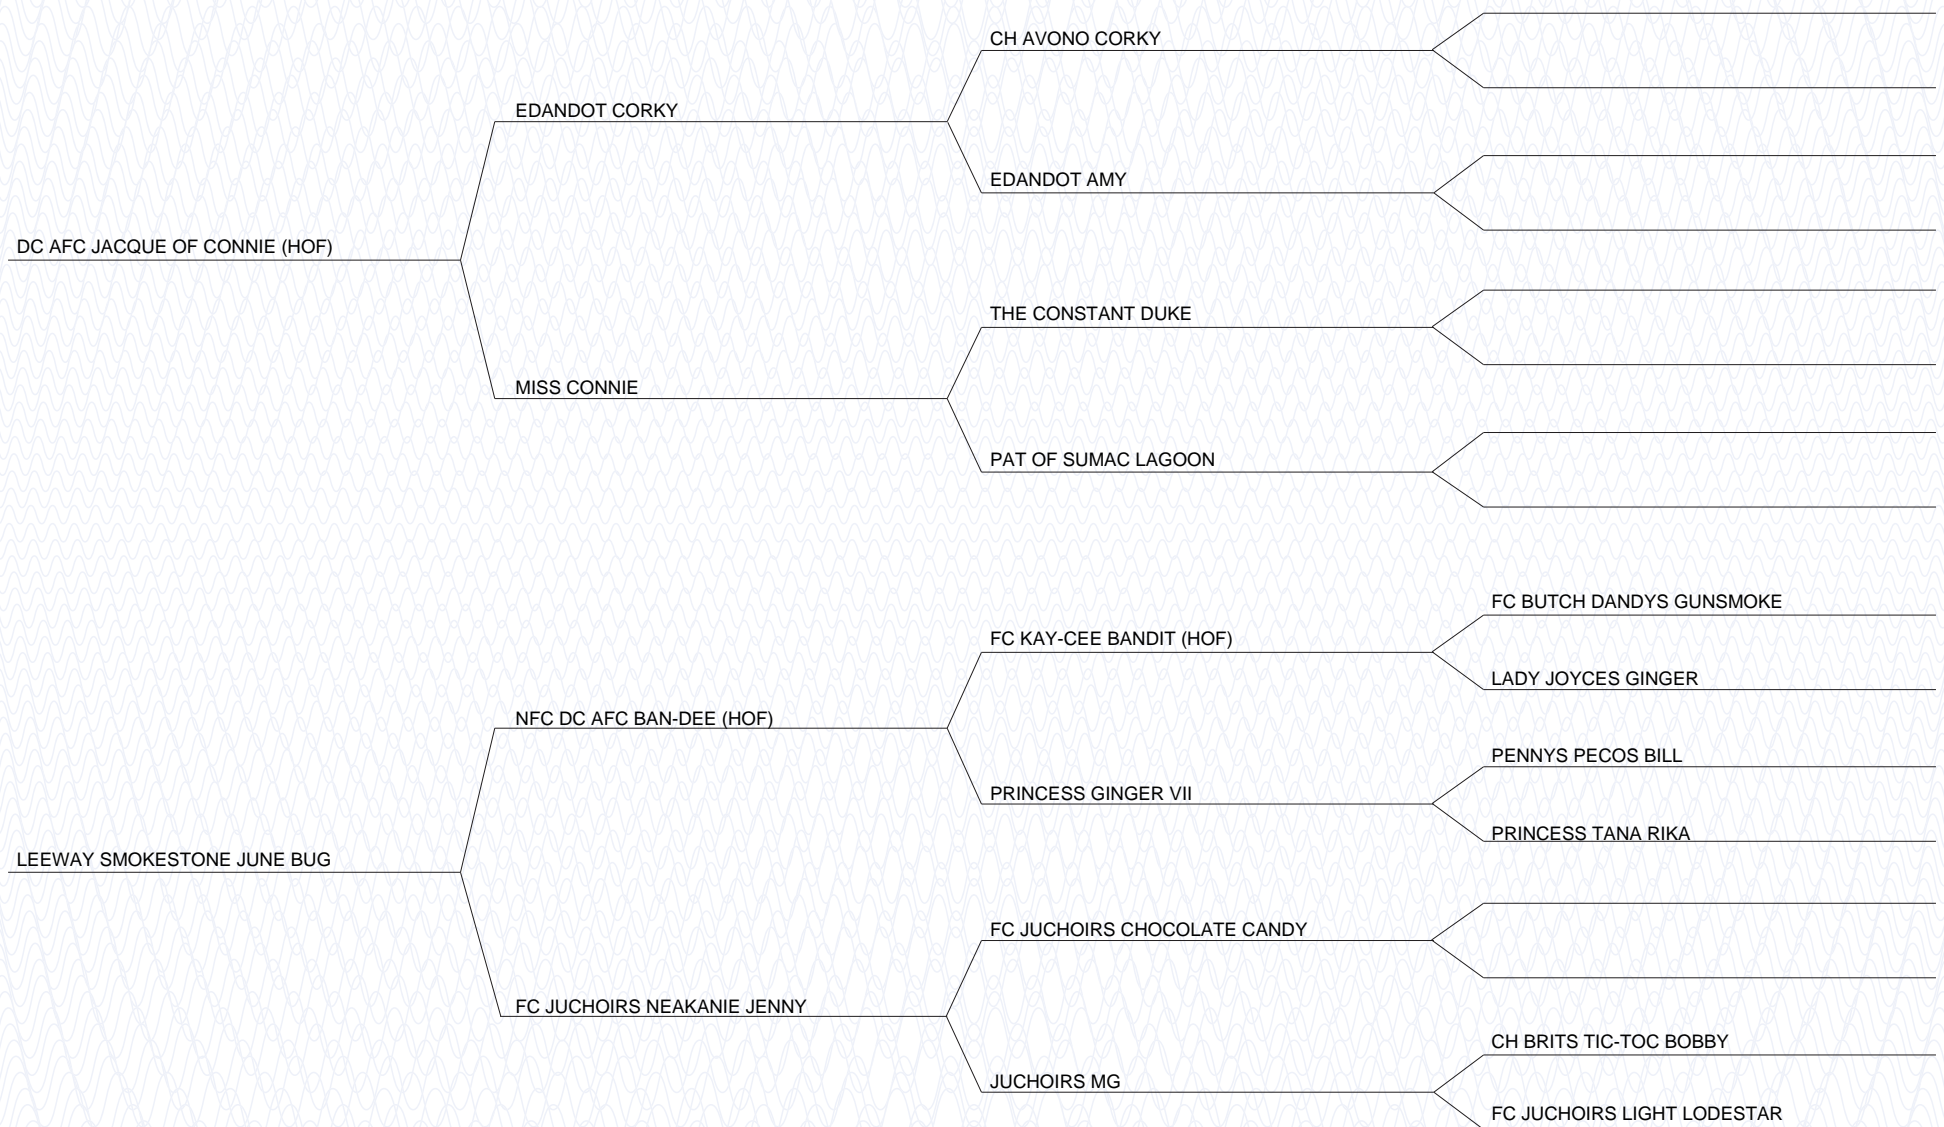 CH AVONO CORKY
EDANDOT CORKY
EDANDOT AMY
DC AFC JACQUE OF CONNIE (HOF)
THE CONSTANT DUKE
MISS CONNIE
PAT OF SUMAC LAGOON
FC BUTCH DANDYS GUNSMOKE
FC KAY-CEE BANDIT (HOF)
LADY JOYCES GINGER
NFC DC AFC BAN-DEE (HOF)
PENNYS PECOS BILL
PRINCESS GINGER VII
PRINCESS TANA RIKA
LEEWAY SMOKESTONE JUNE BUG
FC JUCHOIRS CHOCOLATE CANDY
FC JUCHOIRS NEAKANIE JENNY
CH BRITS TIC-TOC BOBBY
JUCHOIRS MG
FC JUCHOIRS LIGHT LODESTAR